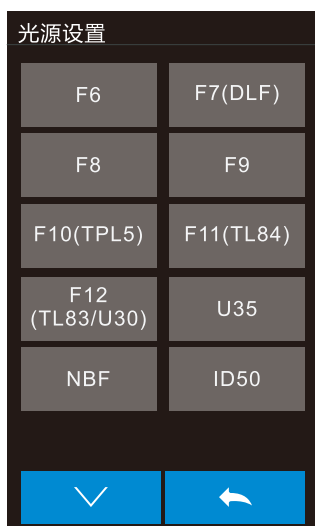 光源设置
F6
F7(DLF)
F8
F9
F10(TPL5)
F11(TL84)
F12
(TL83/U30)
U35
NBF
ID50